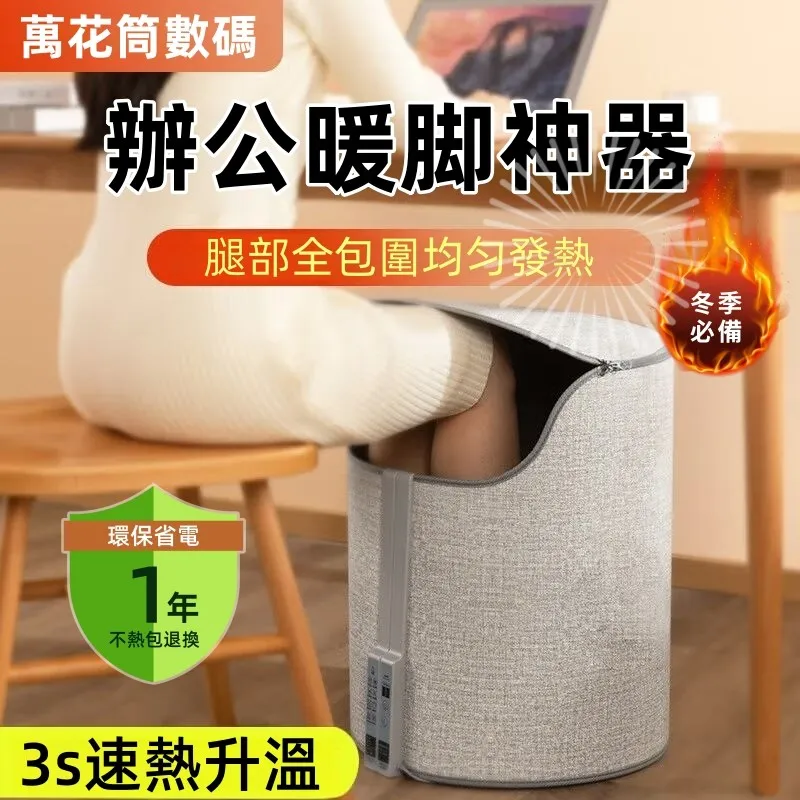 萬花筒數碼
辦公暖脚神器
腿部全包圍均匀發熱
冬季
必備
環保省電
1年
不熱包退換
3s速熱升溫